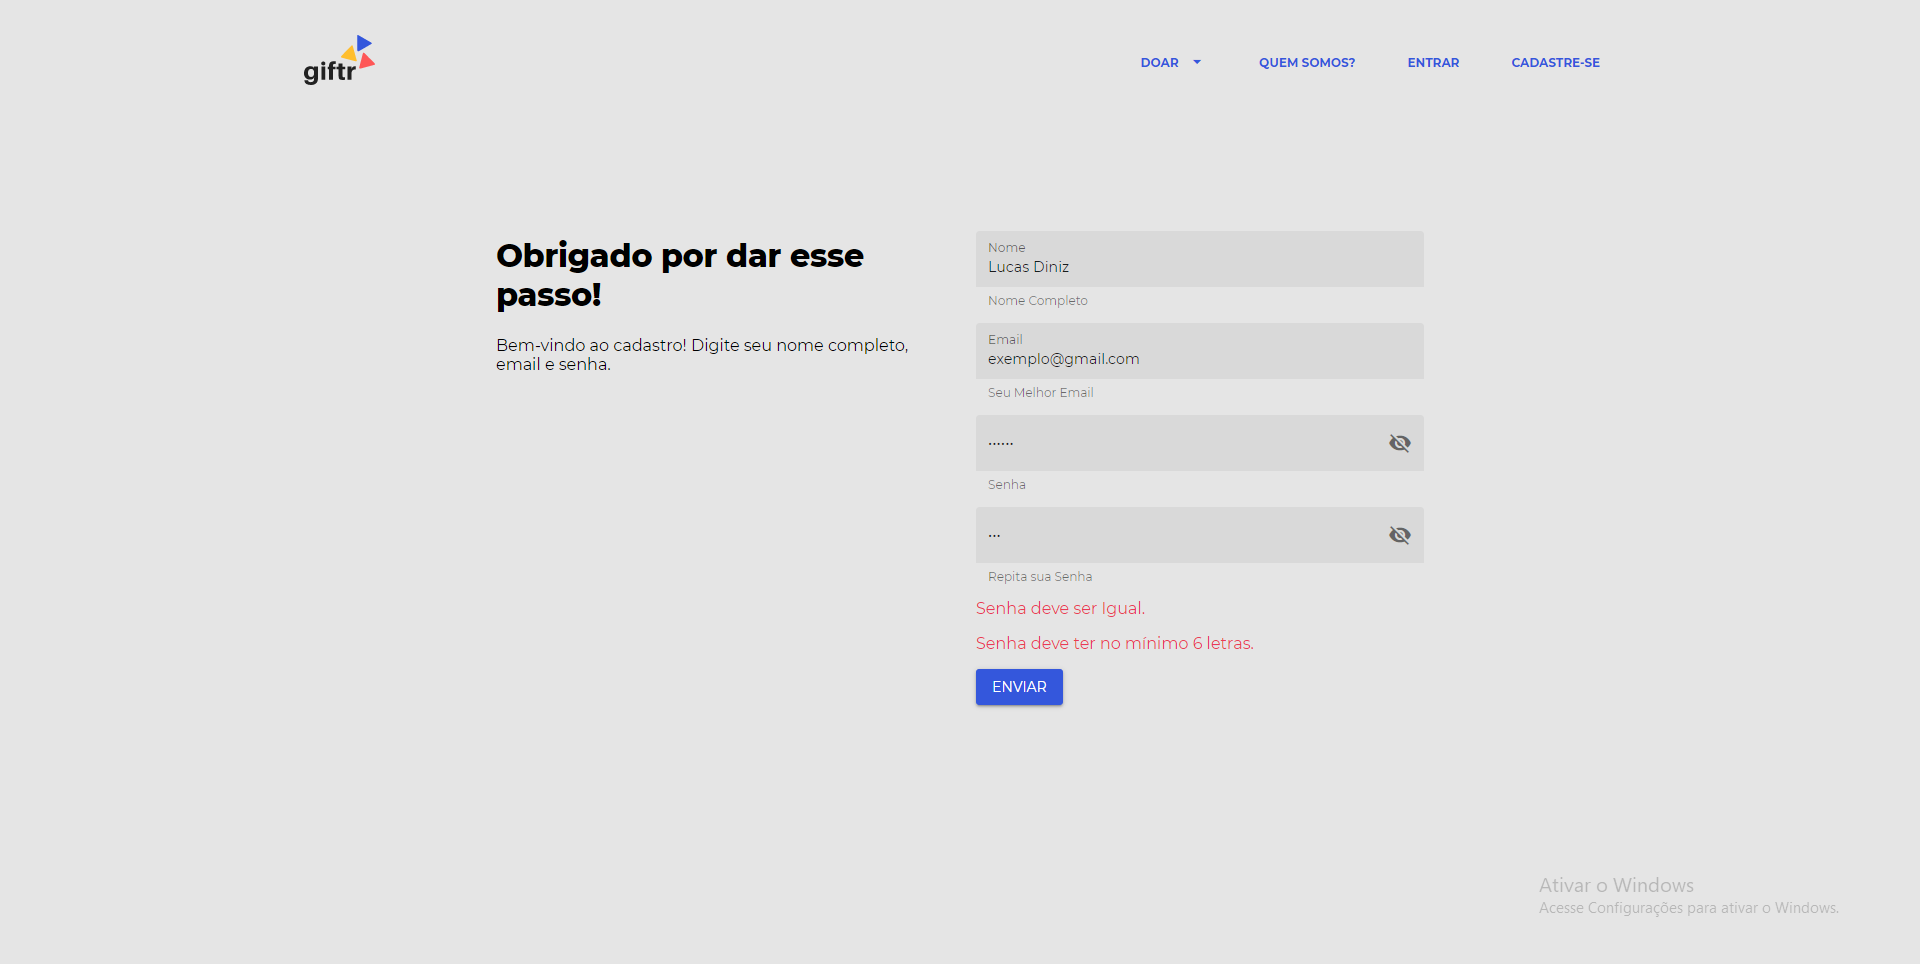 giftr
DOAR
QUEM SOMOS?
ENTRAR
CADASTRE-SE
Obrigado por dar esse
passo!
Bem-vindo ao cadastro! Digite seu nome completo,
email e senha.
Nome
Lucas Diniz
Nome Completo
Email
exemplo@gmail.com
Seu Melhor Email
······
Senha
···
Repita sua Senha
Senha deve ser Igual.
Senha deve ter no mínimo 6 letras.
ENVIAR
Ativar o Windows
Acesse Configurações para ativar o Windows.